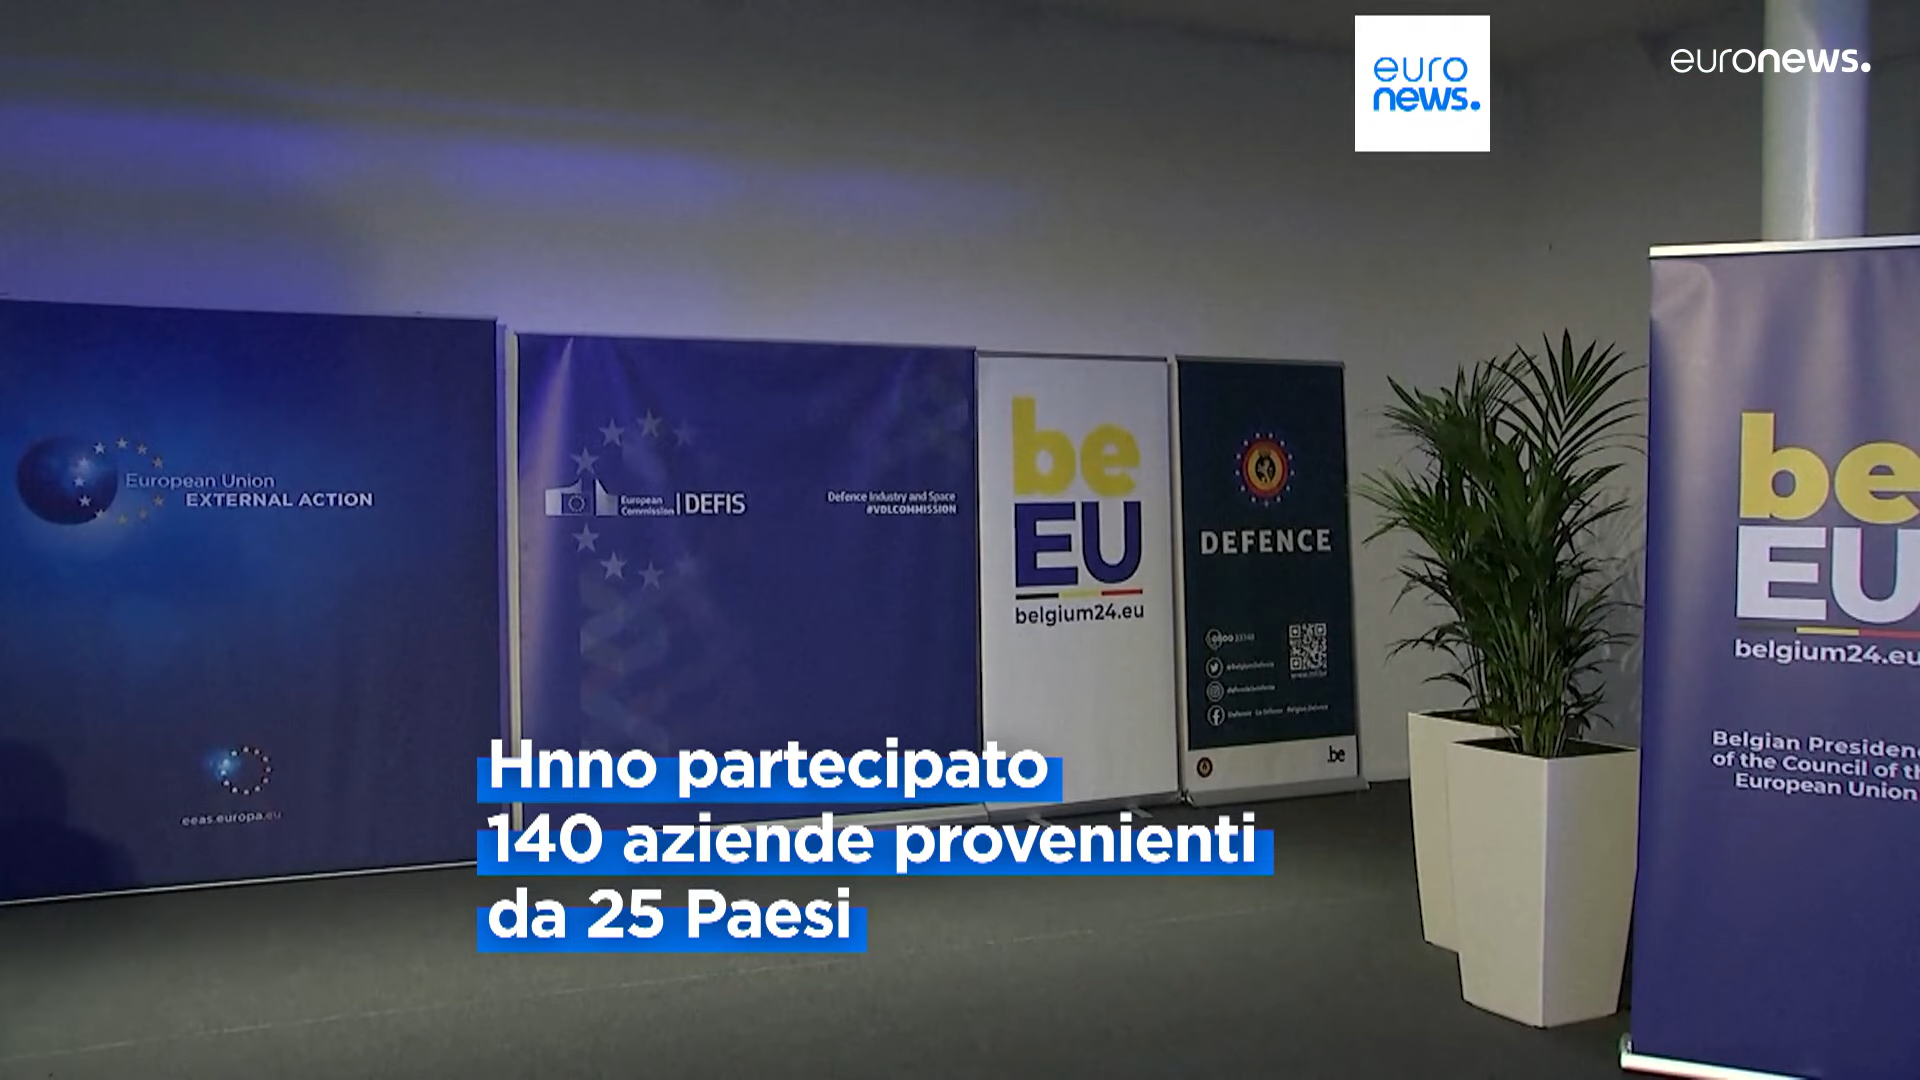 euro
news.
euronews.
European Union
EXTERNAL ACTION
eeas.europa.eu
European
Commission
DEFIS
Defence Industry and Space
#VDLCOMMISSION
be
EU
belgium24.eu
DEFENCE
.be
be
EU
belgium24.eu
Belgian Presiden
of the Council of th
European Union
Hnno partecipato
140 aziende provenienti
da 25 Paesi